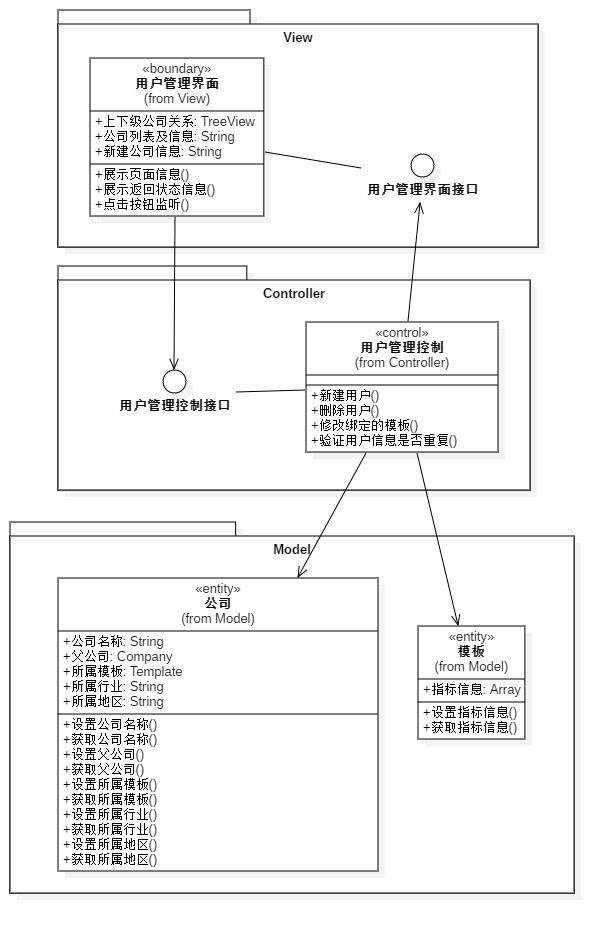 View
«boundary»
用户管理界面
(from View)
+上下级公司关系: TreeView
+公司列表及信息: String
+新建公司信息: String
+展示页面信息()
+展示返回状态信息()
+点击按钮监听()
用户管理界面接口
Controller
«control»
用户管理控制
(from Controller)
+新建用户()
+删除用户()
+修改绑定的模板()
+验证用户信息是否重复()
用户管理控制接口
Model
«entity»
公司
(from Model)
+公司名称: String
+父公司: Company
+所属模板: Template
+所属行业: String
+所属地区: String
+设置公司名称()
+获取公司名称()
+设置父公司()
+获取父公司()
+设置所属模板()
+获取所属模板()
+设置所属行业()
+获取所属行业()
+设置所属地区()
+获取所属地区()
«entity»
模板
(from Model)
+指标信息: Array
+设置指标信息()
+获取指标信息()